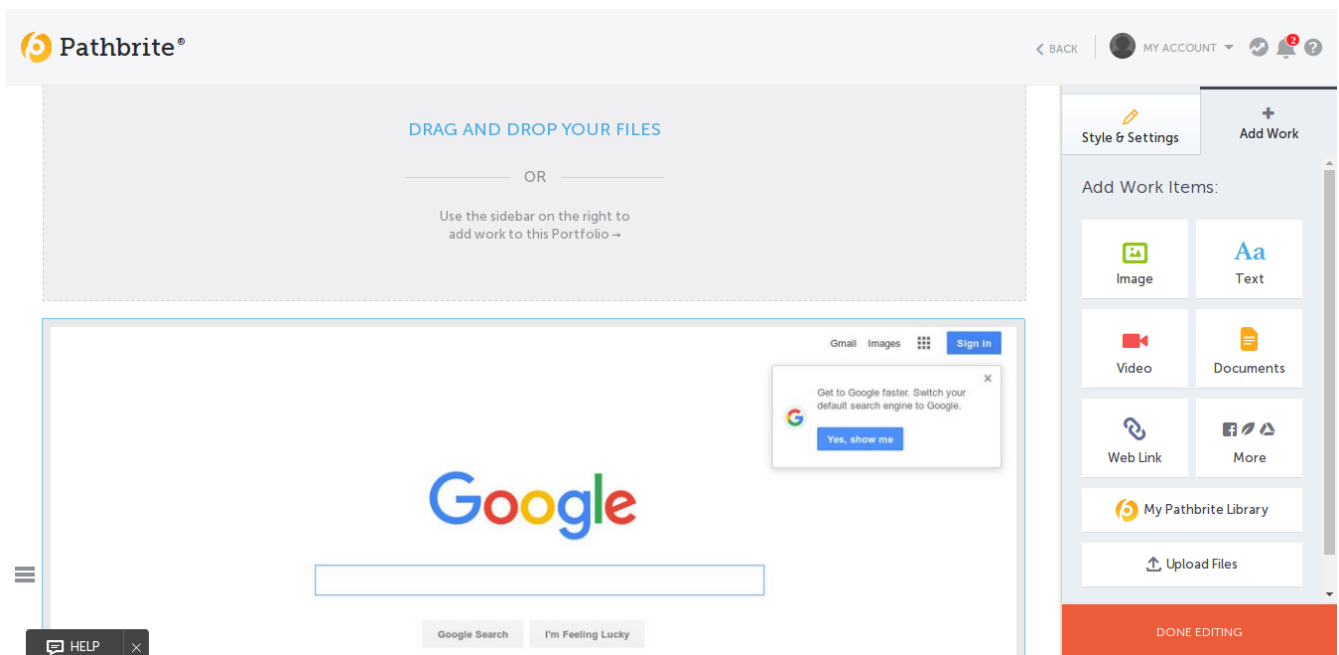 Pathbrite®
BACK
MY ACCOUNT
2
?
DRAG AND DROP YOUR FILES
OR
Use the sidebar on the right to
add work to this Portfolio→
Style & Settings
Add Work
Add Work Items:
Image
Aa
Text
Video
Documents
Web Link
More
My Pathbrite Library
Upload Files
DONE EDITING
Gmail Images
Sign in
Get to Google faster. Switch your
default search engine to Google.
Yes, show me
Google
Google Search
I'm Feeling Lucky
HELP